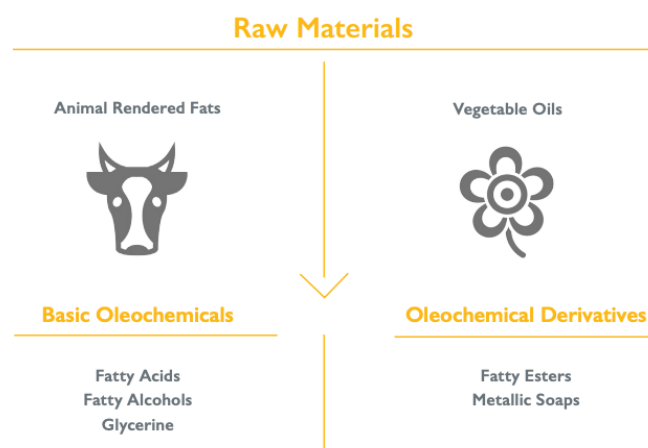 Raw Materials
Animal Rendered Fats
Vegetable Oils
Basic Oleochemicals
Fatty Acids
Fatty Alcohols
Glycerine
Oleochemical Derivatives
Fatty Esters
Metallic Soaps